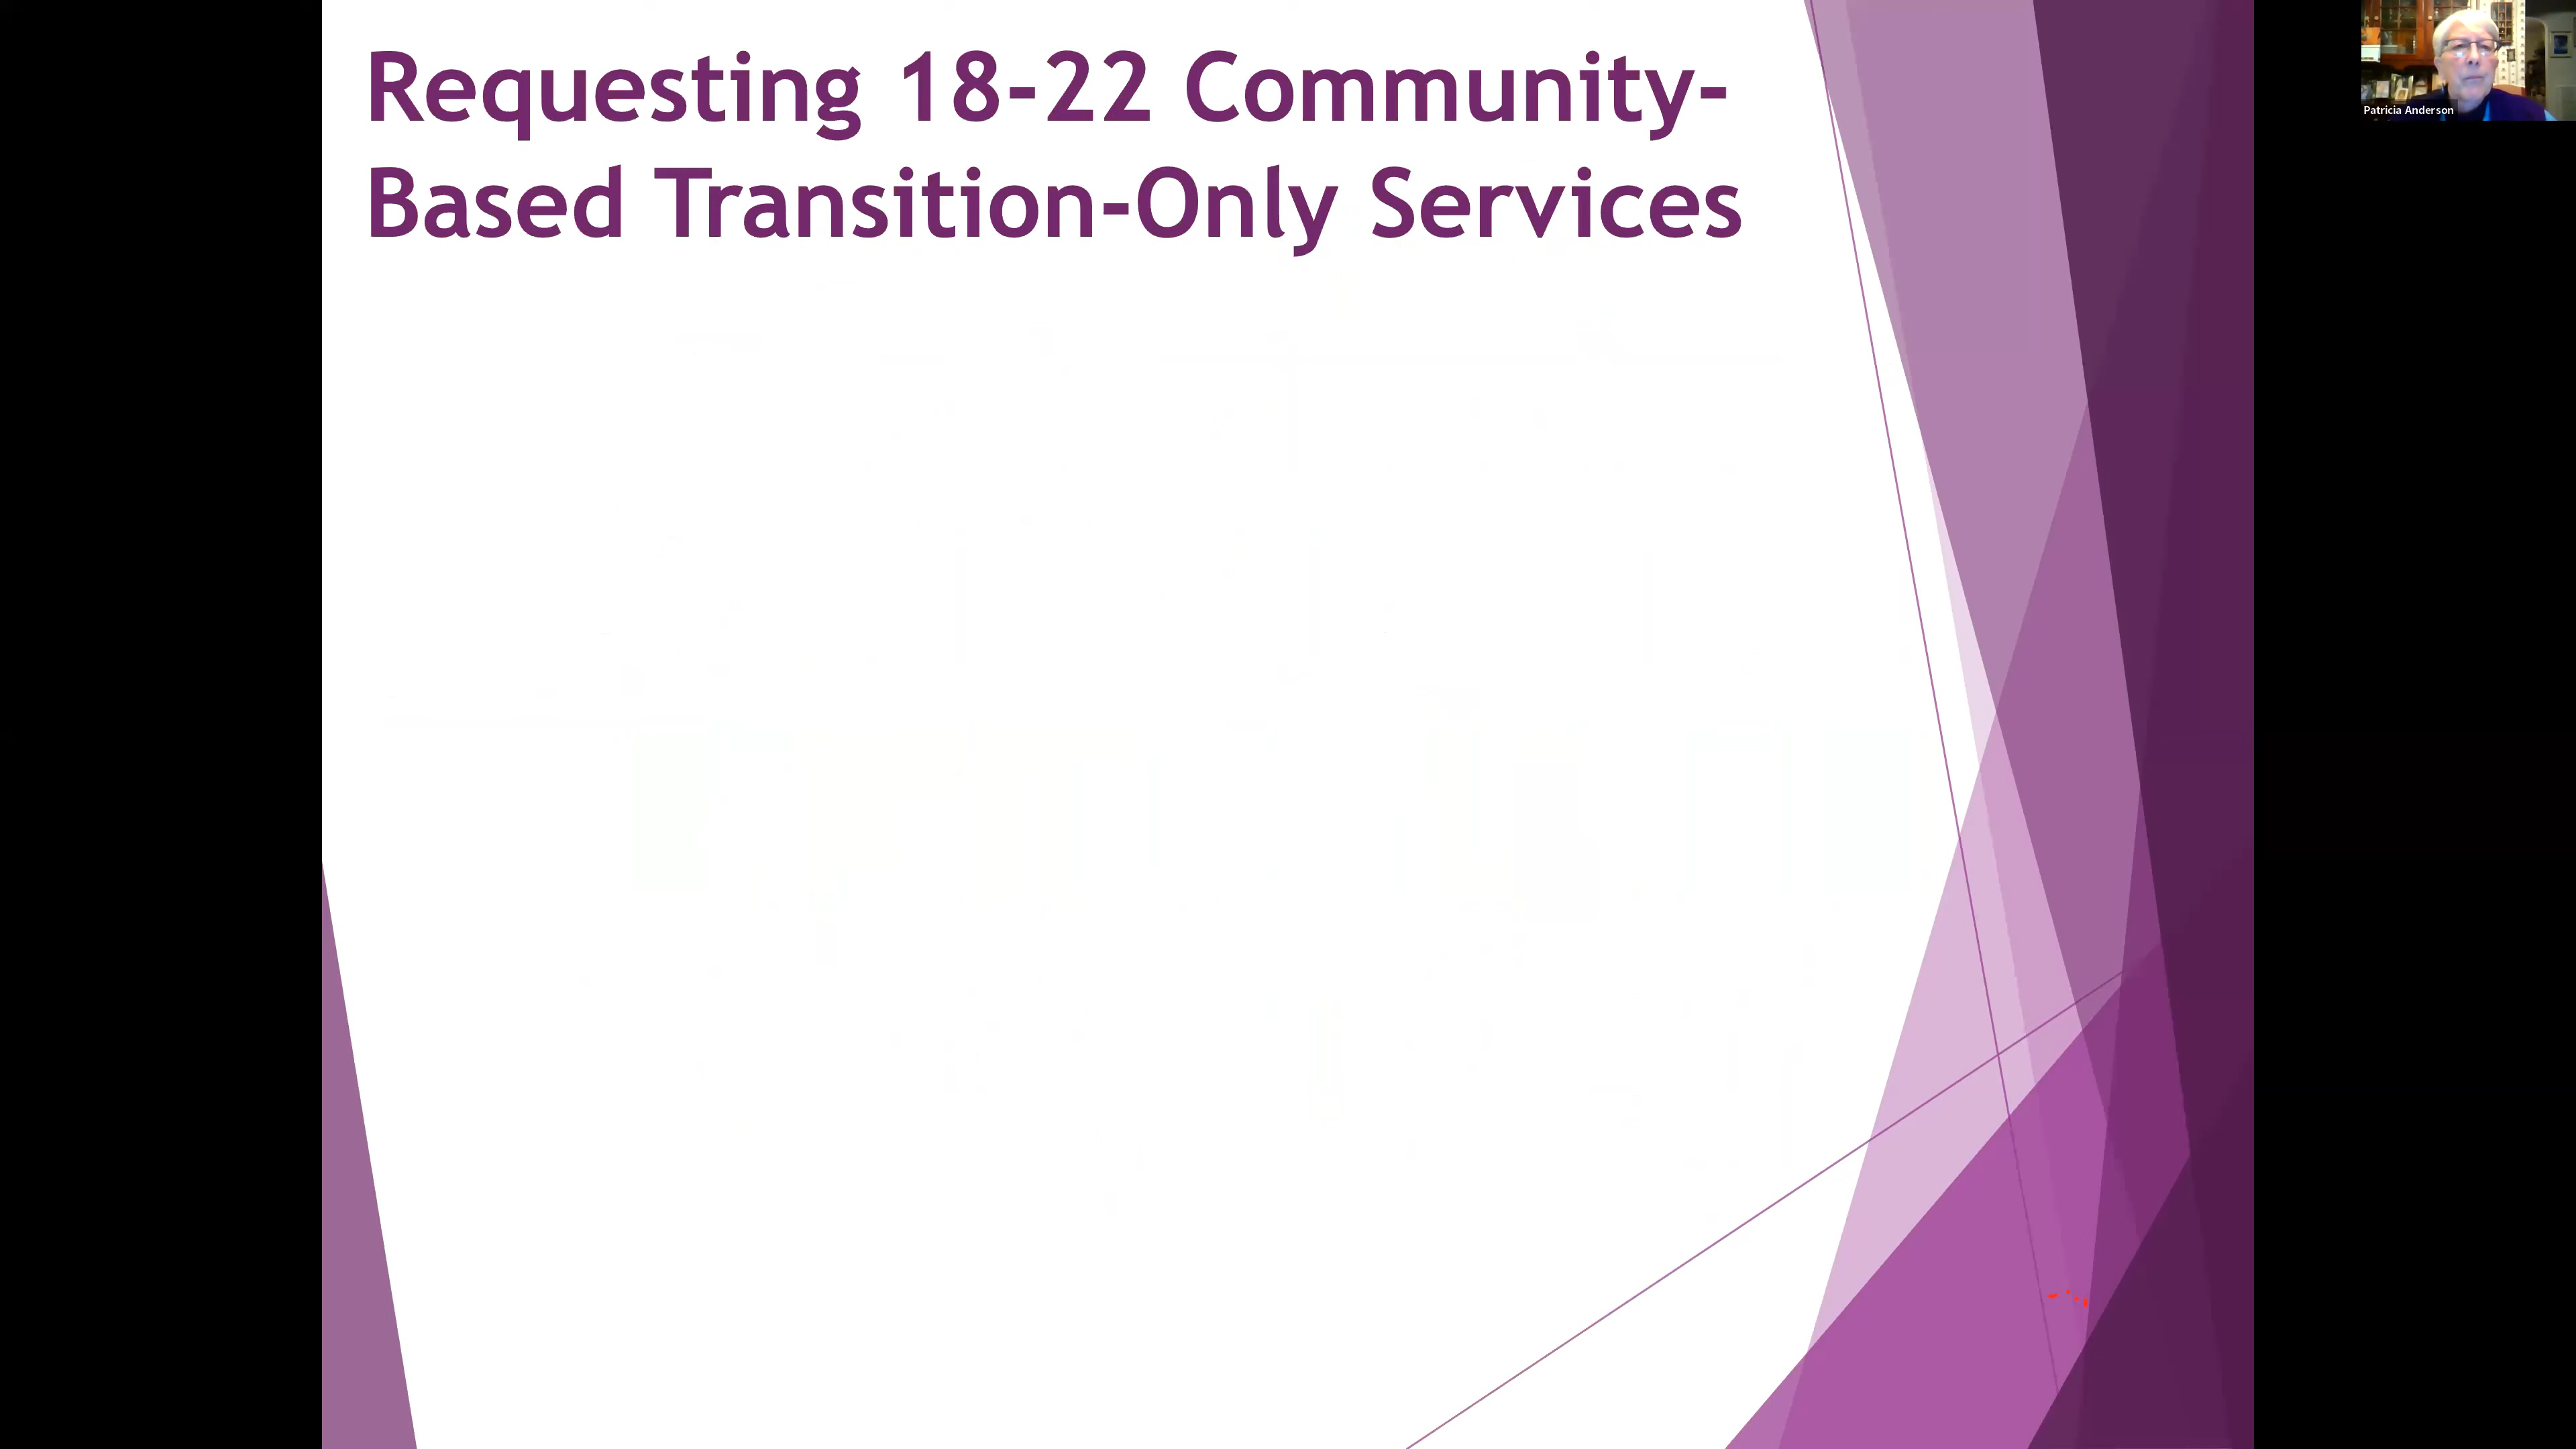 Requesting 18-22 Community-
Based Transition-Only Services
Patricia Anderson